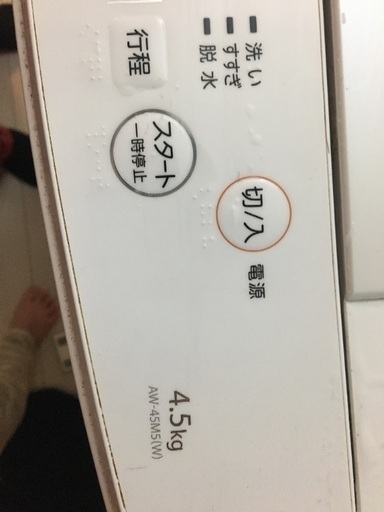 洗い
すすぎ
脱水
行程
スタート
一時停止
切/入
電源
4.5kg
AW-45M5(W)